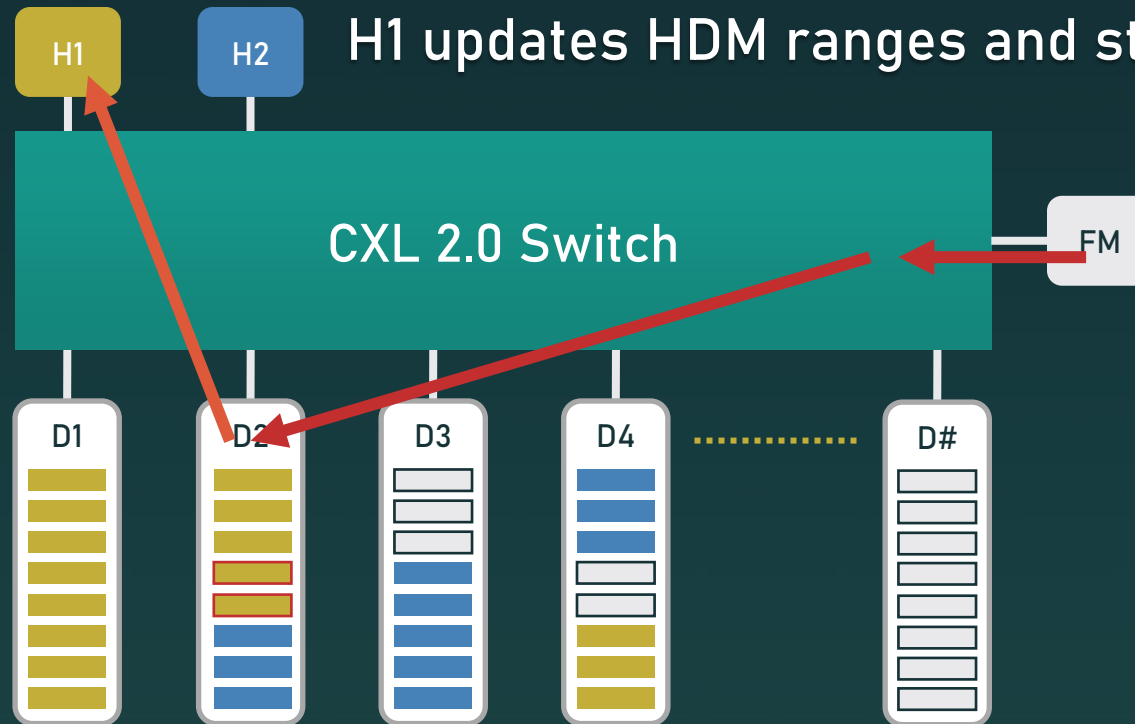 H1
H2
H1 updates HDM ranges and st
CXL 2.0 Switch
FM
D1
D2
D3
D4
D#